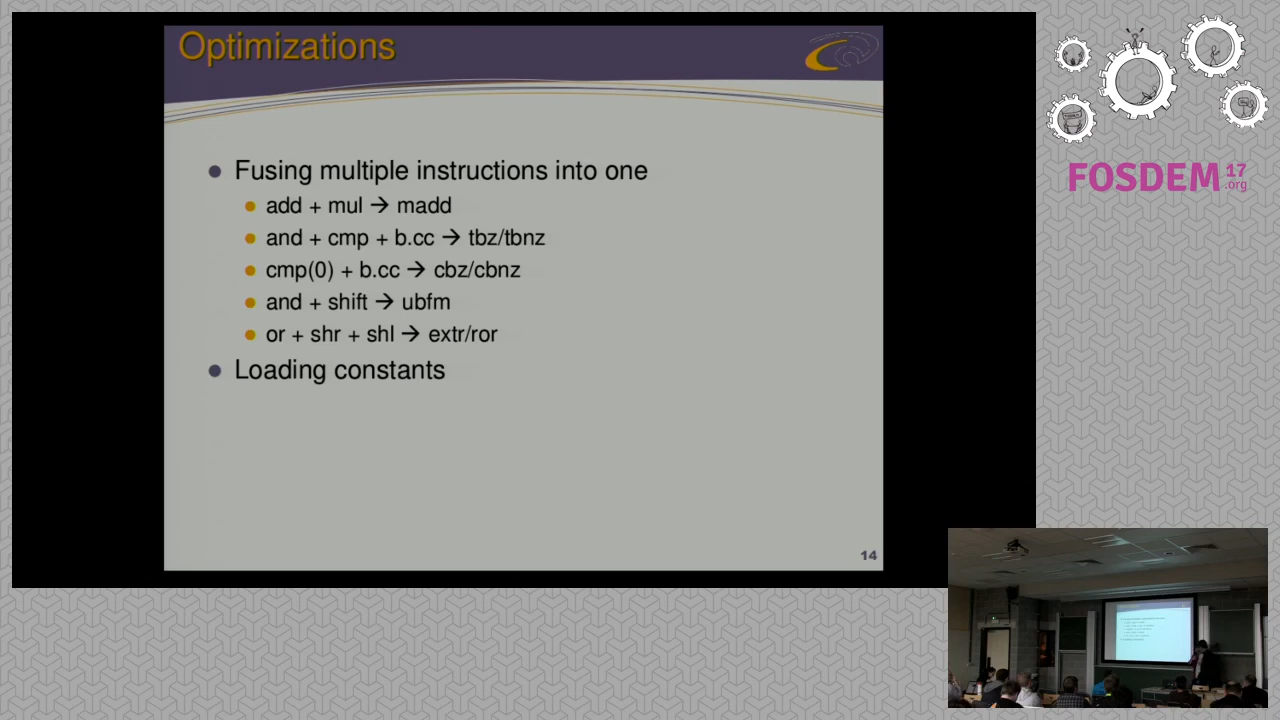 Optimizations
Fusing multiple instructions into one
add + mul → madd
and + cmp + b.cc → tbz/tbnz
cmp(0) + b.cc → cbz/cbnz
and + shift → ubfm
or + shr + shl → extr/ror
Loading constants
14
FOSDEM 17
.org